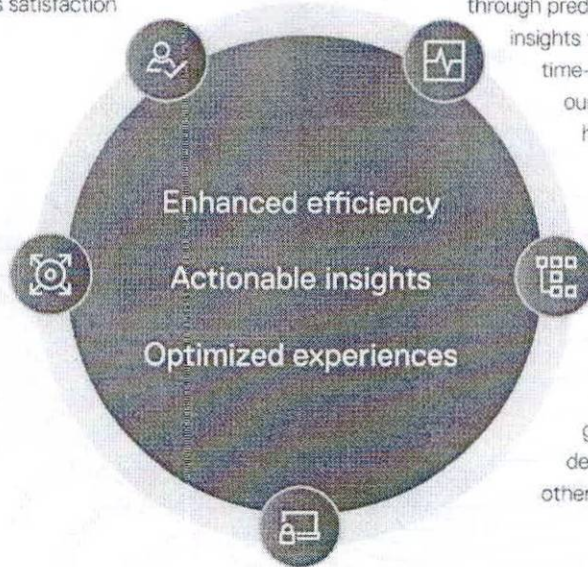 s satisfaction
through pred
insights
time-
ou
h
Enhanced efficiency
Actionable insights
Optimized experiences
g
de
other